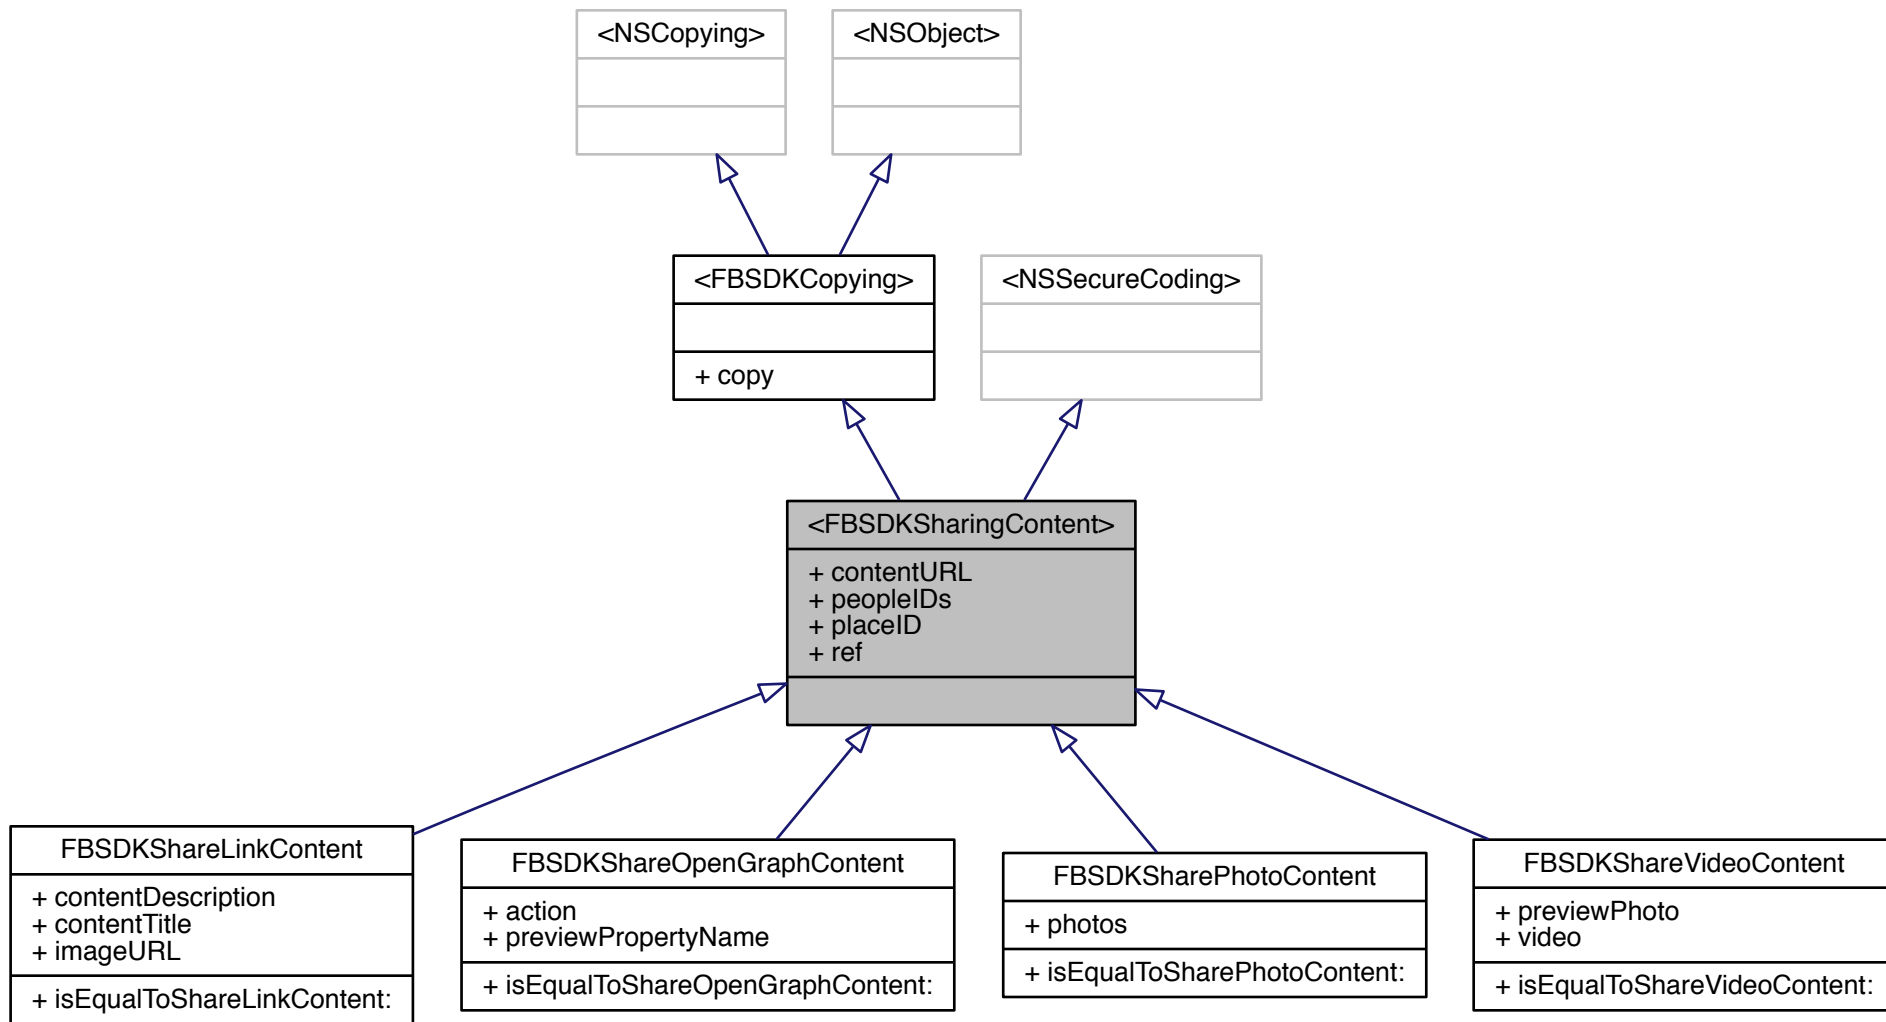 <NSCopying>
<NSObject>
<FBSDKCopying>
+ copy
<NSSecureCoding>
<FBSDKSharingContent>
+ contentURL
+ peopleIDs
+ placeID
+ ref
FBSDKShareLinkContent
+ contentDescription
+ contentTitle
+ imageURL
+ isEqualToShareLinkContent:
FBSDKShareOpenGraphContent
+ action
+ previewPropertyName
+ isEqualToShareOpenGraphContent:
FBSDKSharePhotoContent
+ photos
+ isEqualToSharePhotoContent:
FBSDKShareVideoContent
+ previewPhoto
+ video
+ isEqualToShareVideoContent: